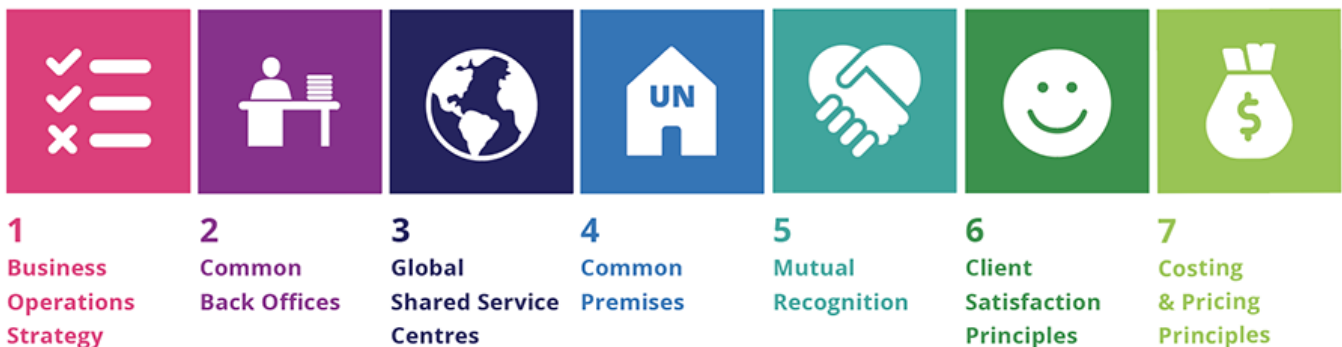 UN
$
1
Business
Operations
Strategy
2
Common
Back Offices
3
Global
Shared Service
Centres
4
Common
Premises
5
Mutual
Recognition
6
Client
Satisfaction
Principles
7
Costing
& Pricing
Principles